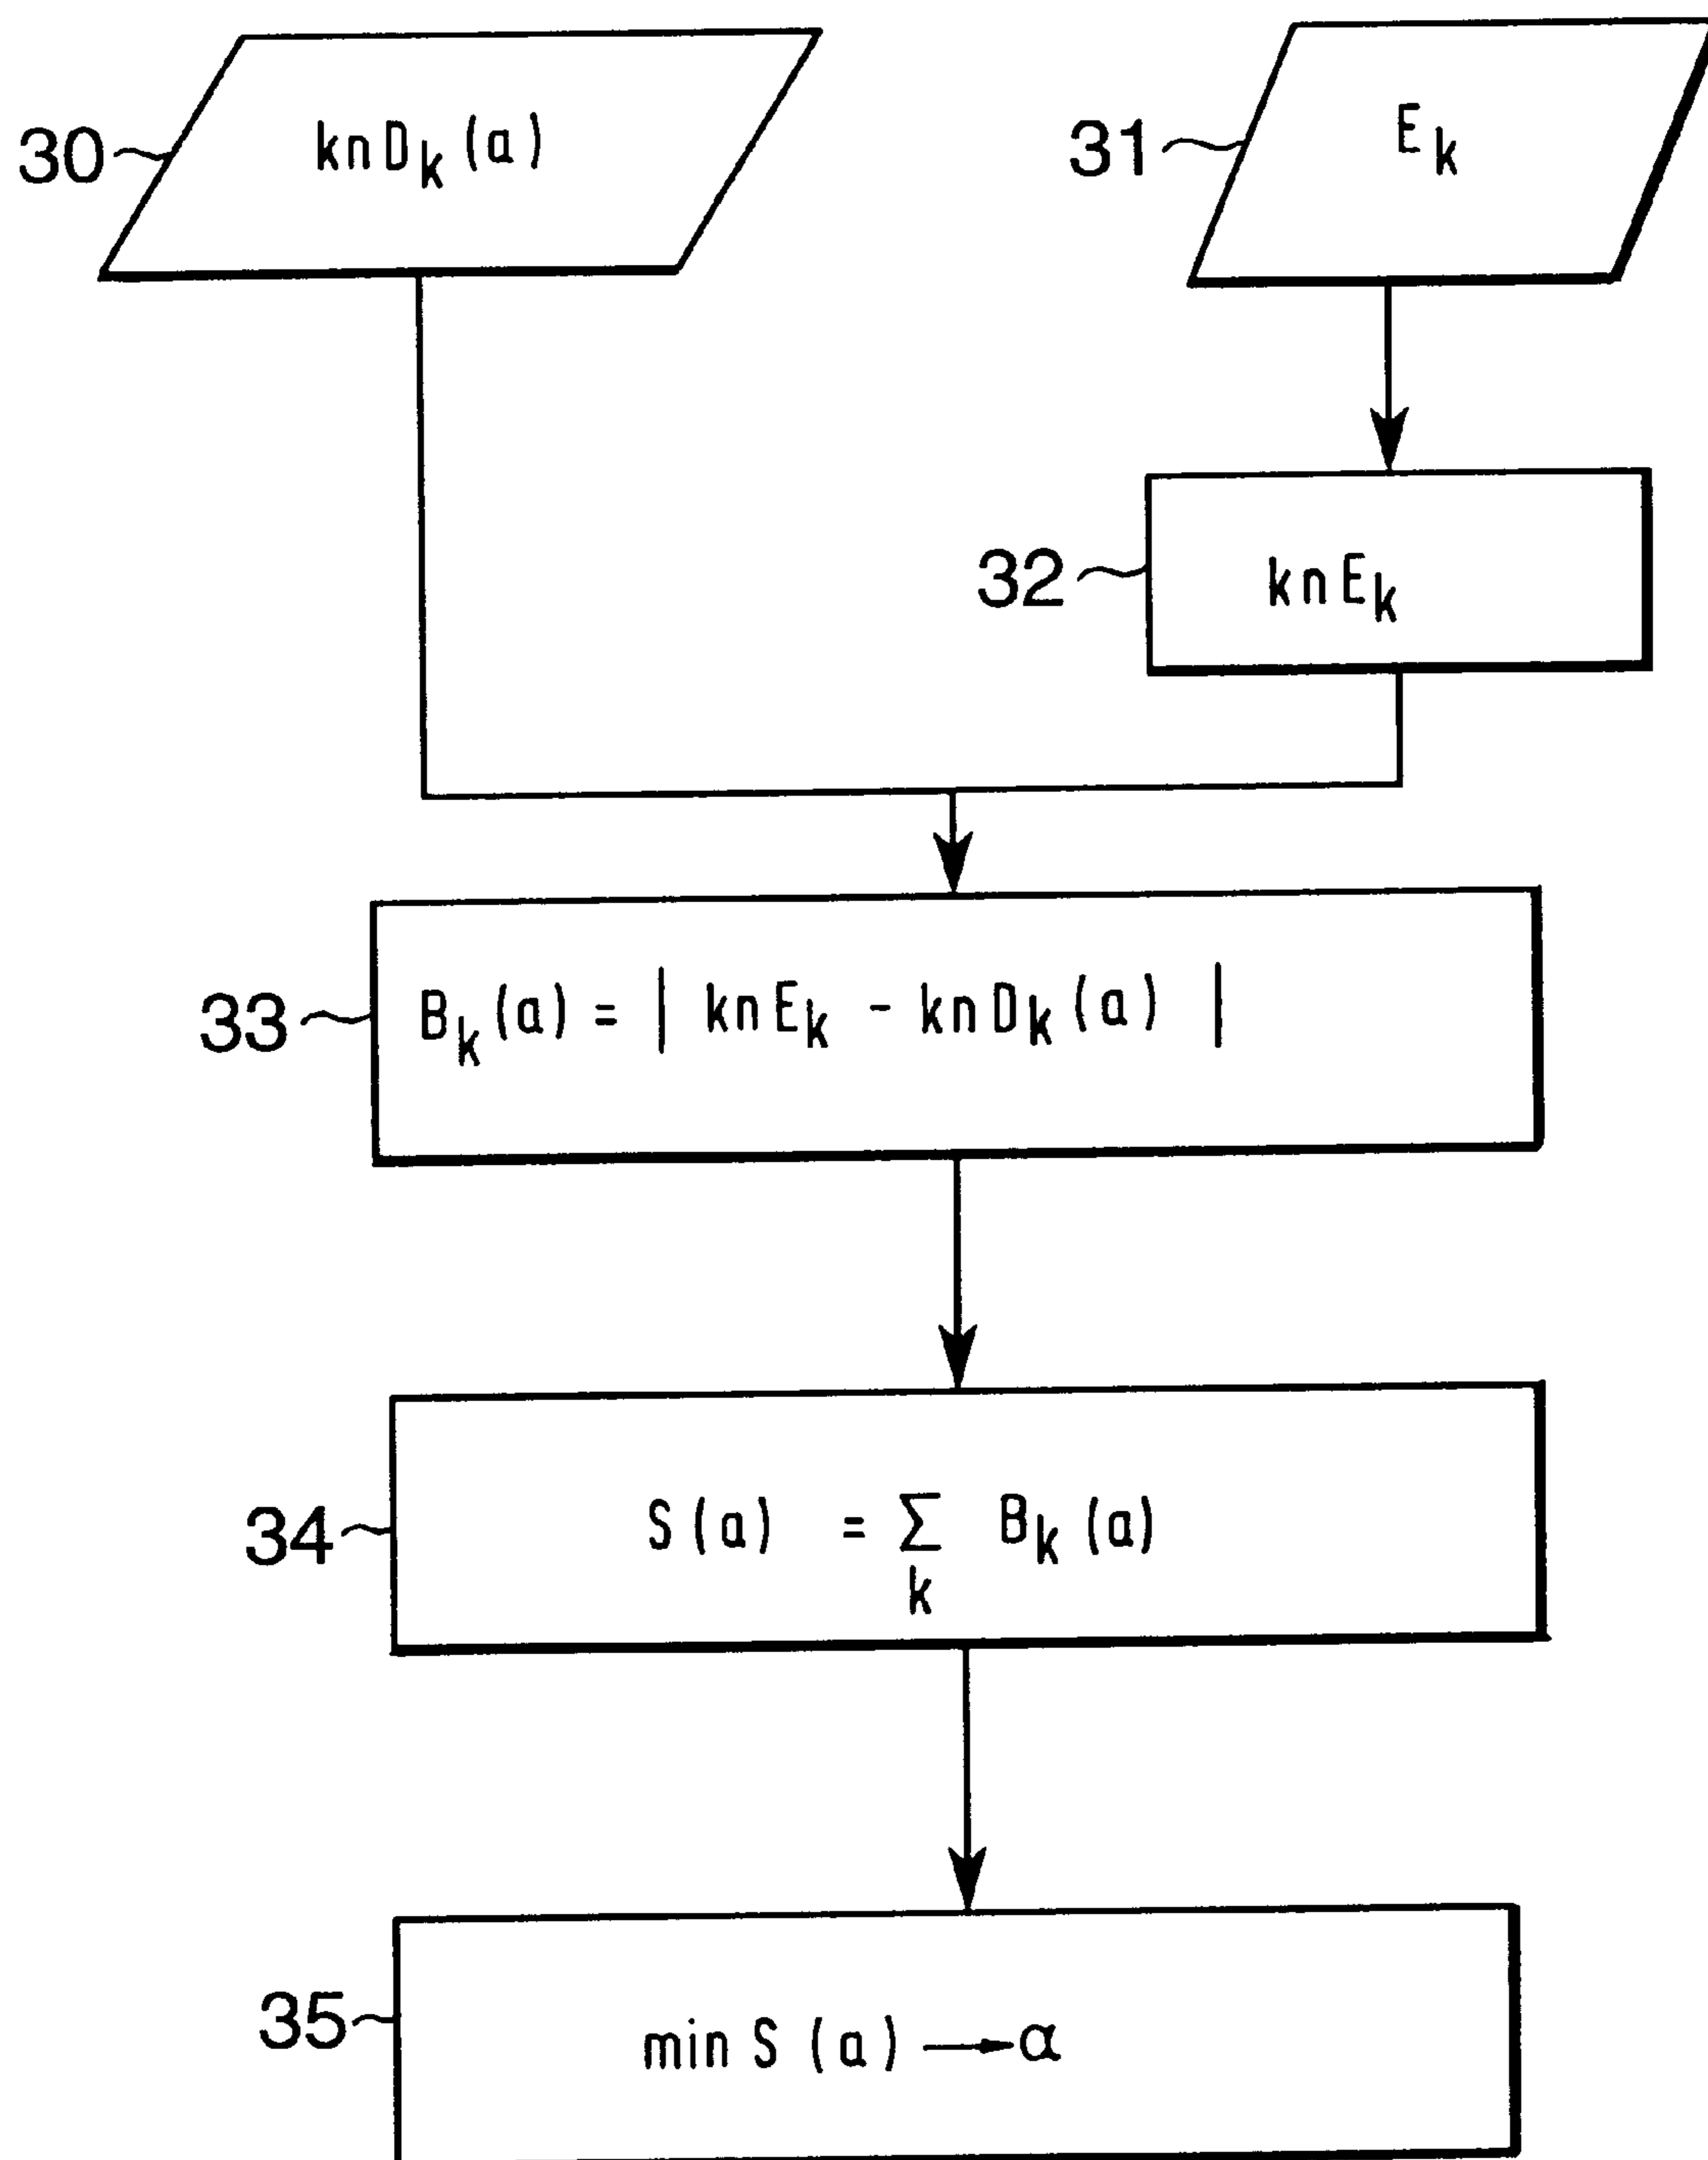 30 knDk(a)
31 Ek
32 knEk
33 Bk(a) = | knEk - knDk(a) |
34 S(a) = Σ Bk(a)
k
35 min S(a) → α